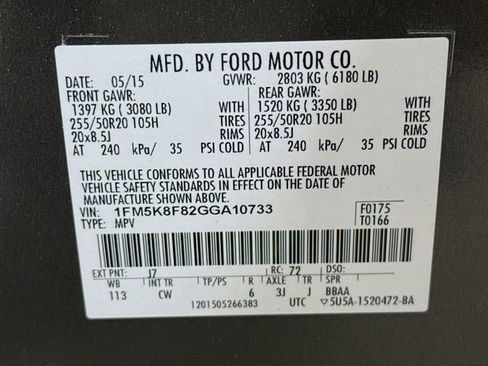 MFD. BY FORD MOTOR CO.
DATE: 05/15 GVWR: 2803 KG ( 6180 LB)
FRONT GAWR: REAR GAWR:
1397 KG ( 3080 LB) WITH 1520 KG ( 3350 LB) WITH
255/50R20 105H TIRES 255/50R20 105H TIRES
20x8.5J RIMS 20x8.5J RIMS
AT 240 kPa/ 35 PSI COLD AT 240 kPa/ 35 PSI COLD
THIS VEHICLE CONFORMS TO ALL APPLICABLE FEDERAL MOTOR
VEHICLE SAFETY STANDARDS IN EFFECT ON THE DATE OF
MANUFACTURE SHOWN ABOVE.
VIN: 1FM5K8F82GGA10733 F0175
TYPE: MPV T0166
EXT PNT: J7 RC: 72 DSO:
WB INT TR TP/PS R AXLE TR SPR
113 CW 6 3J J BBAA
1201505266383 UTC ▽5U5A-1520472-BA